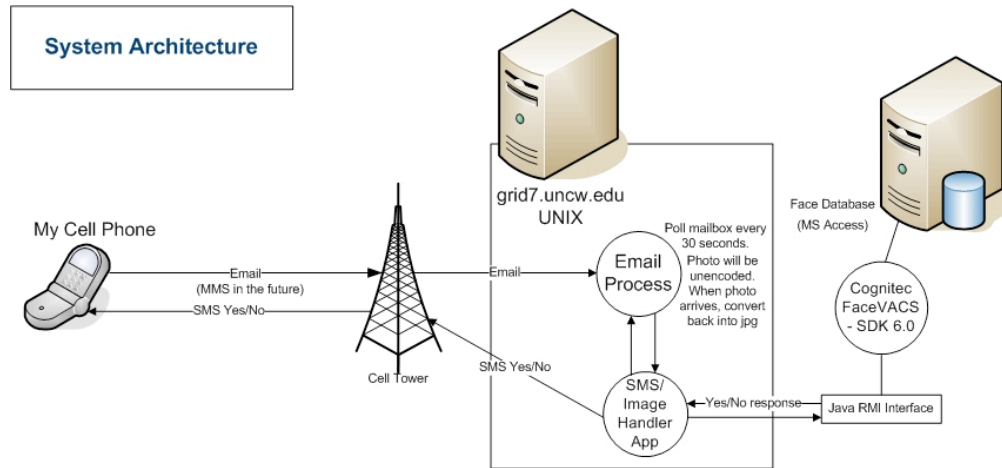 System Architecture
grid7.uncw.edu
UNIX
My Cell Phone
Email
(MMS in the future)
SMS Yes/No
Cell Tower
Email
SMS Yes/No
Email
Process
Poll mailbox every
30 seconds.
Photo will be
unencoded.
When photo
arrives, convert
back into jpg
SMS/
Image
Handler
App
Yes/No response
Java RMI Interface
Face Database
(MS Access)
Cognitec
FaceVACS
- SDK 6.0